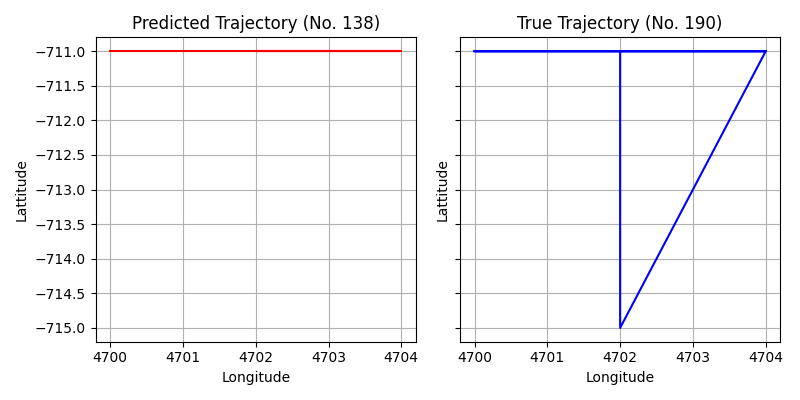 Predicted Trajectory (No. 138)
True Trajectory (No. 190)
−711.0
−711.5
−712.0
−712.5
−713.0
−713.5
−714.0
−714.5
−715.0
Lattitude
Lattitude
4700 4701 4702 4703 4704
4700 4701 4702 4703 4704
Longitude
Longitude